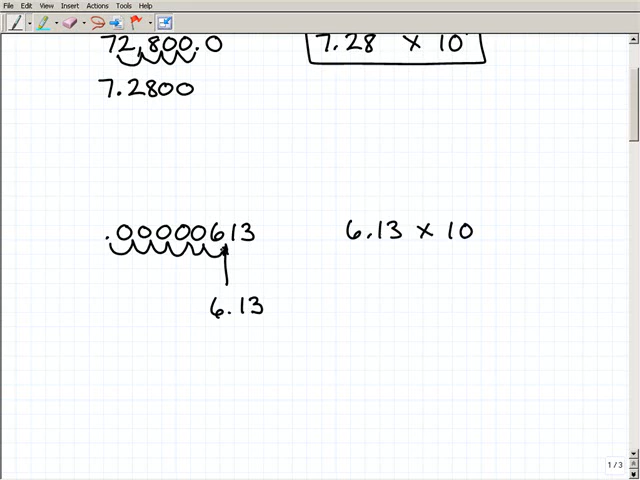 File Edit View Insert Actions Tools Help
72,800.0
7.28 x 10
7.2800
.00000613
6.13 x 10
6.13
1 / 3